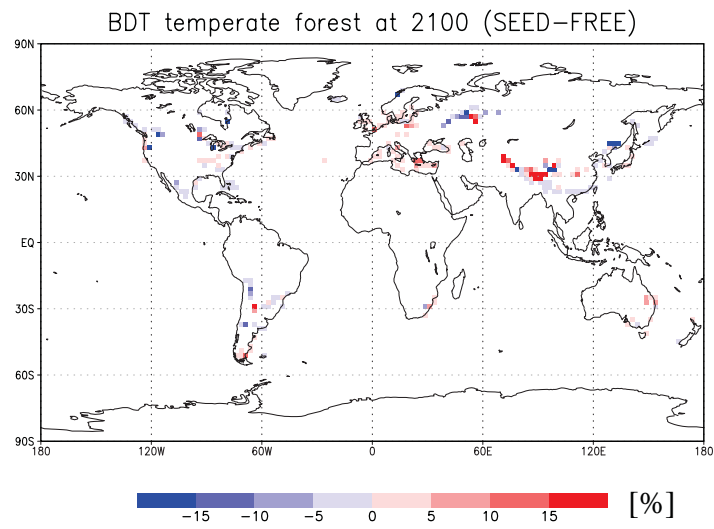 BDT temperate forest at 2100 (SEED-FREE)
90N
60N
30N
EQ
30S
60S
90S
180 120W 60W 0 60E 120E 180
-15 -10 -5 0 5 10 15 [%]